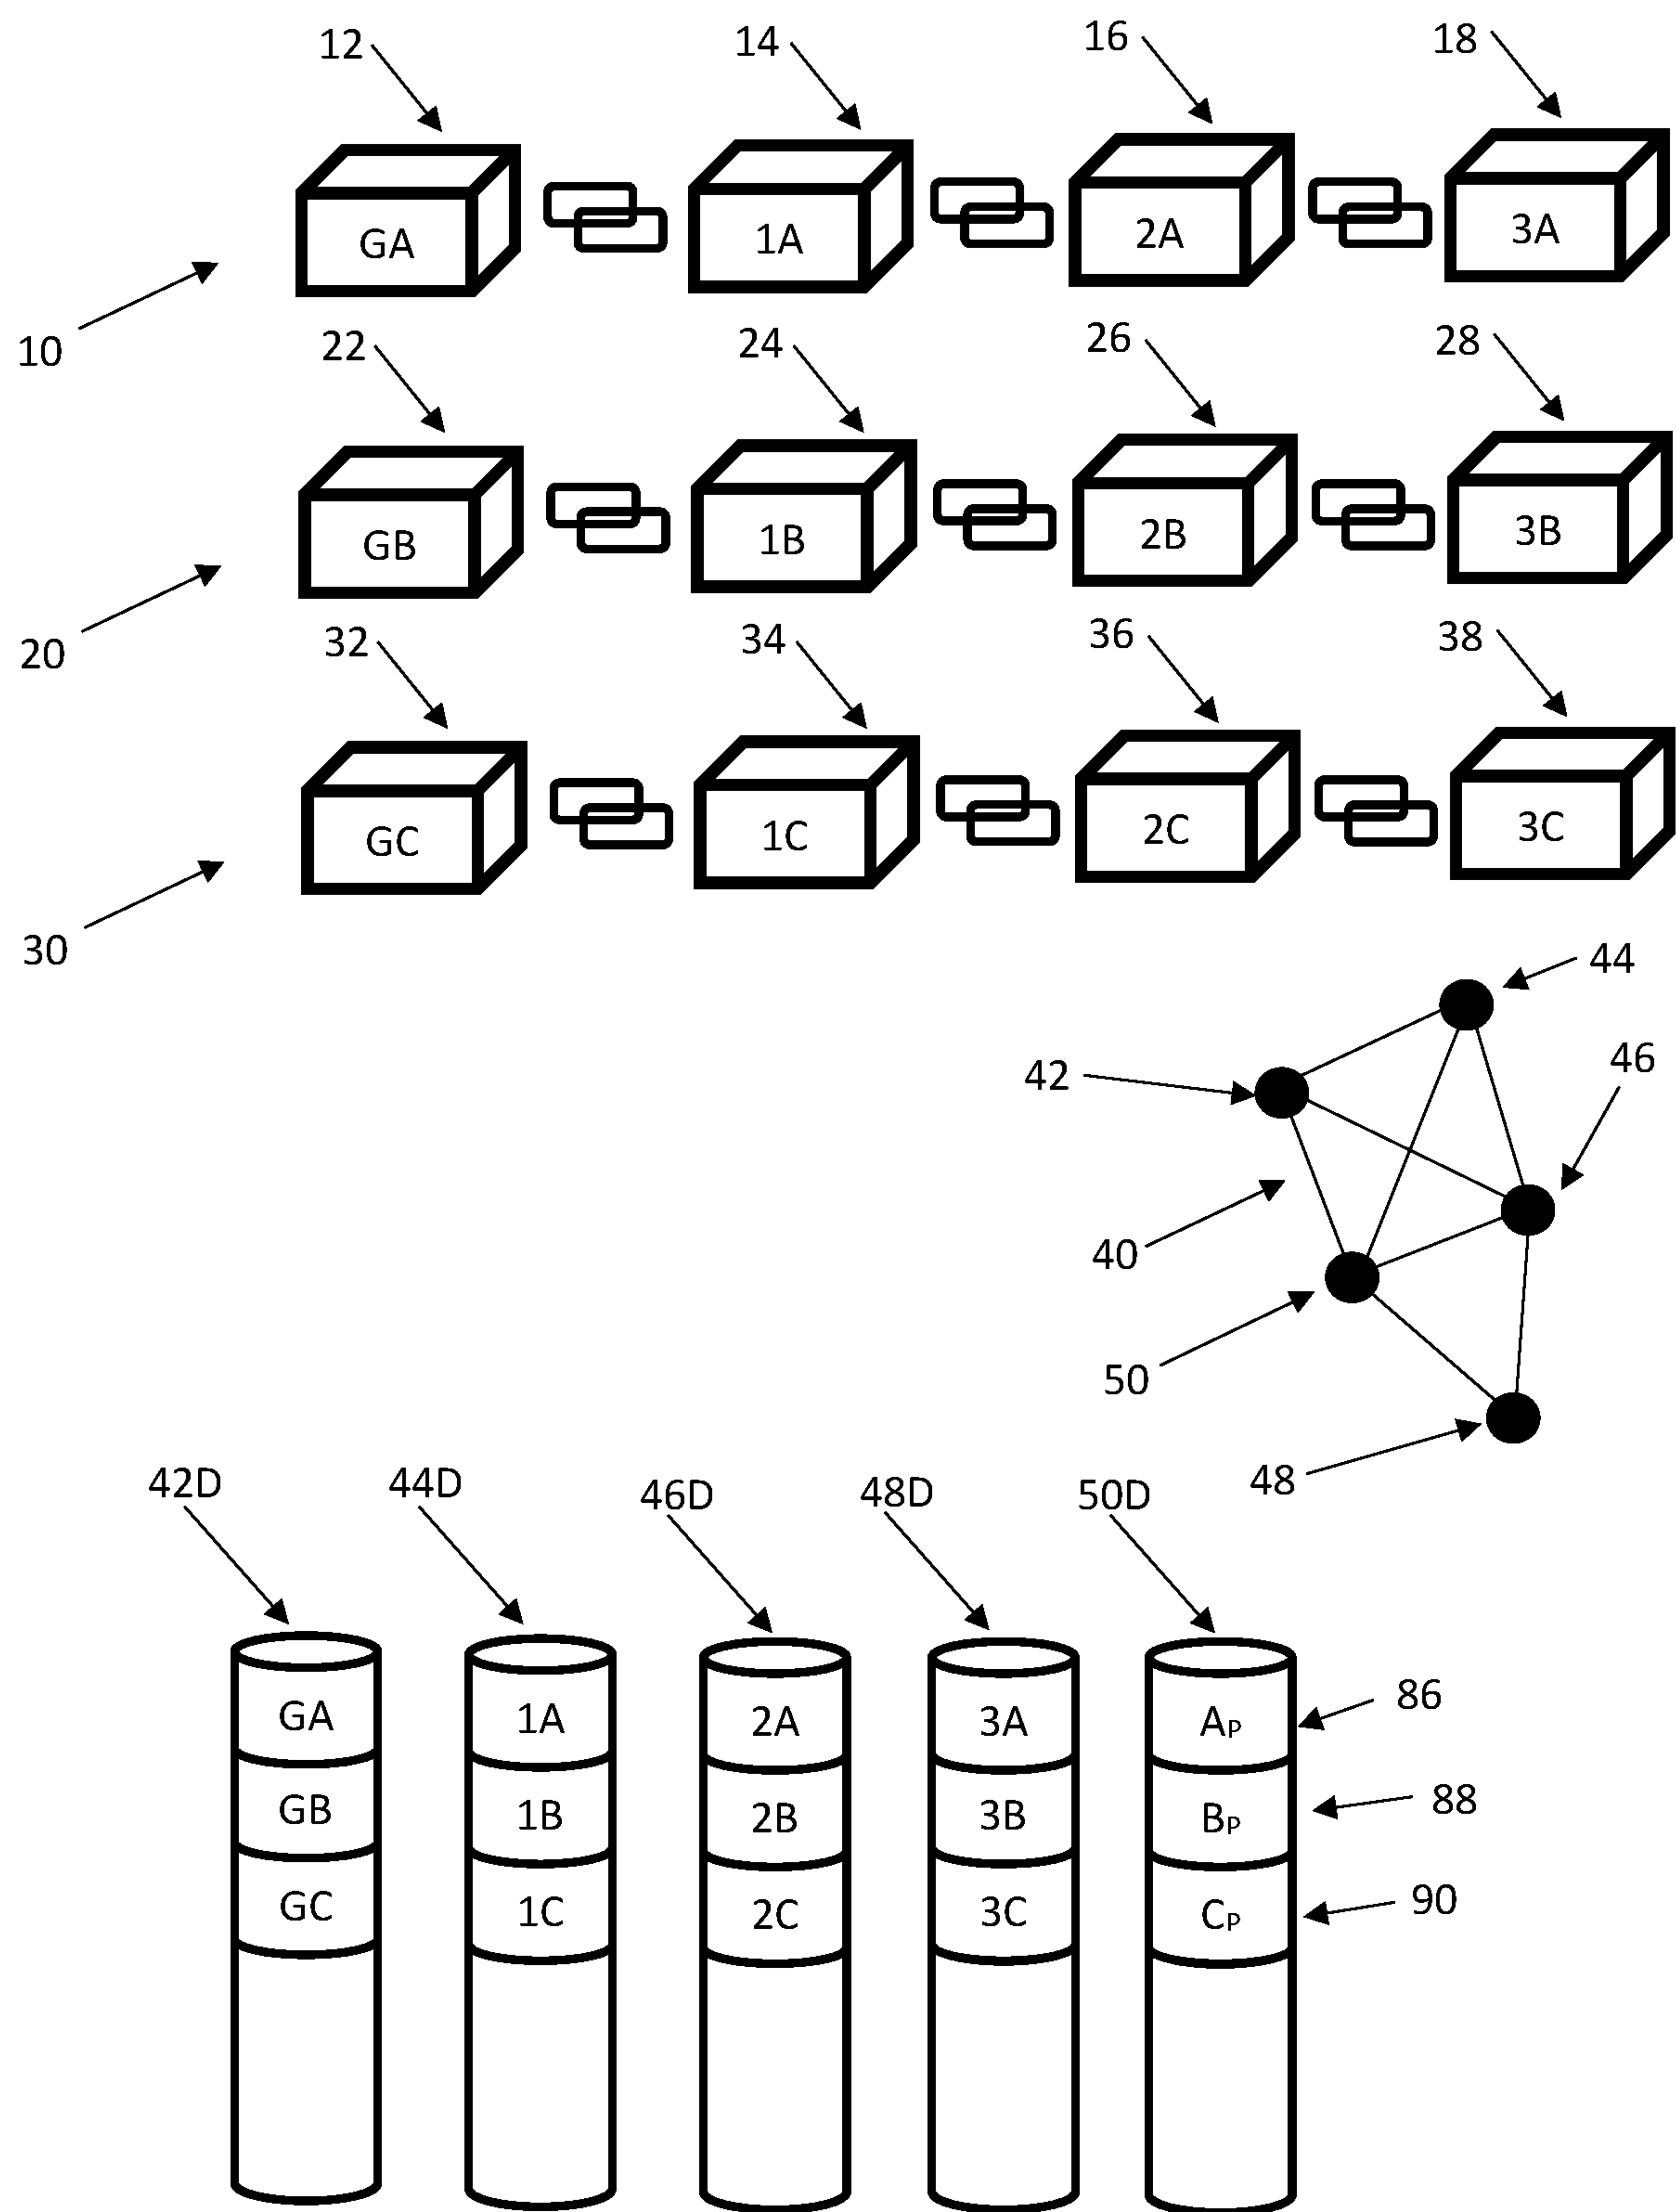 12 14 16 18
GA 1A 2A 3A
10
22 24 26 28
GB 1B 2B 3B
20
32 34 36 38
GC 1C 2C 3C
30
44
42 46
40
50
48
42D 44D 46D 48D 50D
GA 1A 2A 3A AP 86
GB 1B 2B 3B BP 88
GC 1C 2C 3C CP 90